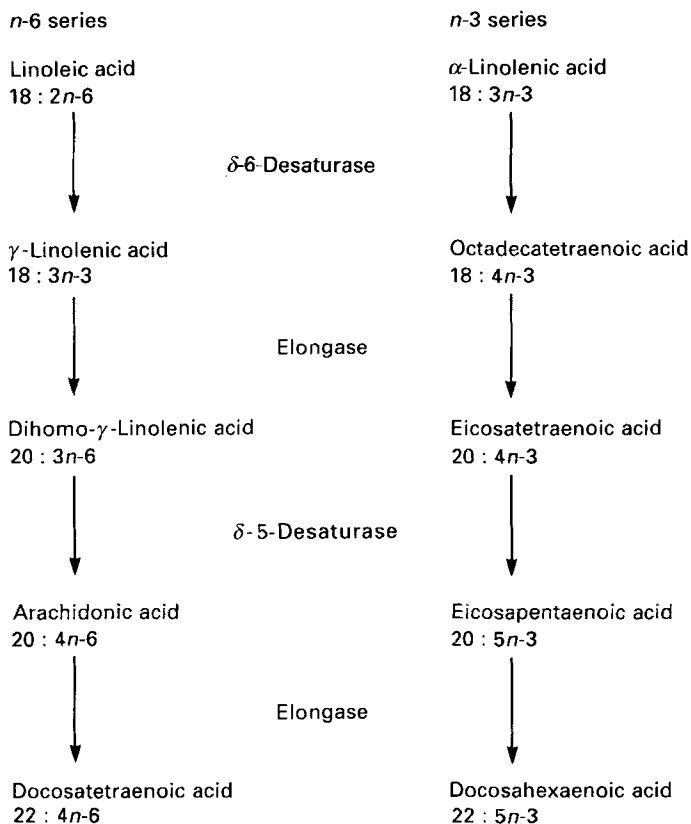 n-6 series
n-3 series
Linoleic acid
18 : 2n-6
α-Linolenic acid
18 : 3n-3
δ-6-Desaturase
γ-Linolenic acid
18 : 3n-3
Octadecatetraenoic acid
18 : 4n-3
Elongase
Dihomo-γ-Linolenic acid
20 : 3n-6
Eicosatetraenoic acid
20 : 4n-3
δ-5-Desaturase
Arachidonic acid
20 : 4n-6
Eicosapentaenoic acid
20 : 5n-3
Elongase
Docosatetraenoic acid
22 : 4n-6
Docosahexaenoic acid
22 : 5n-3